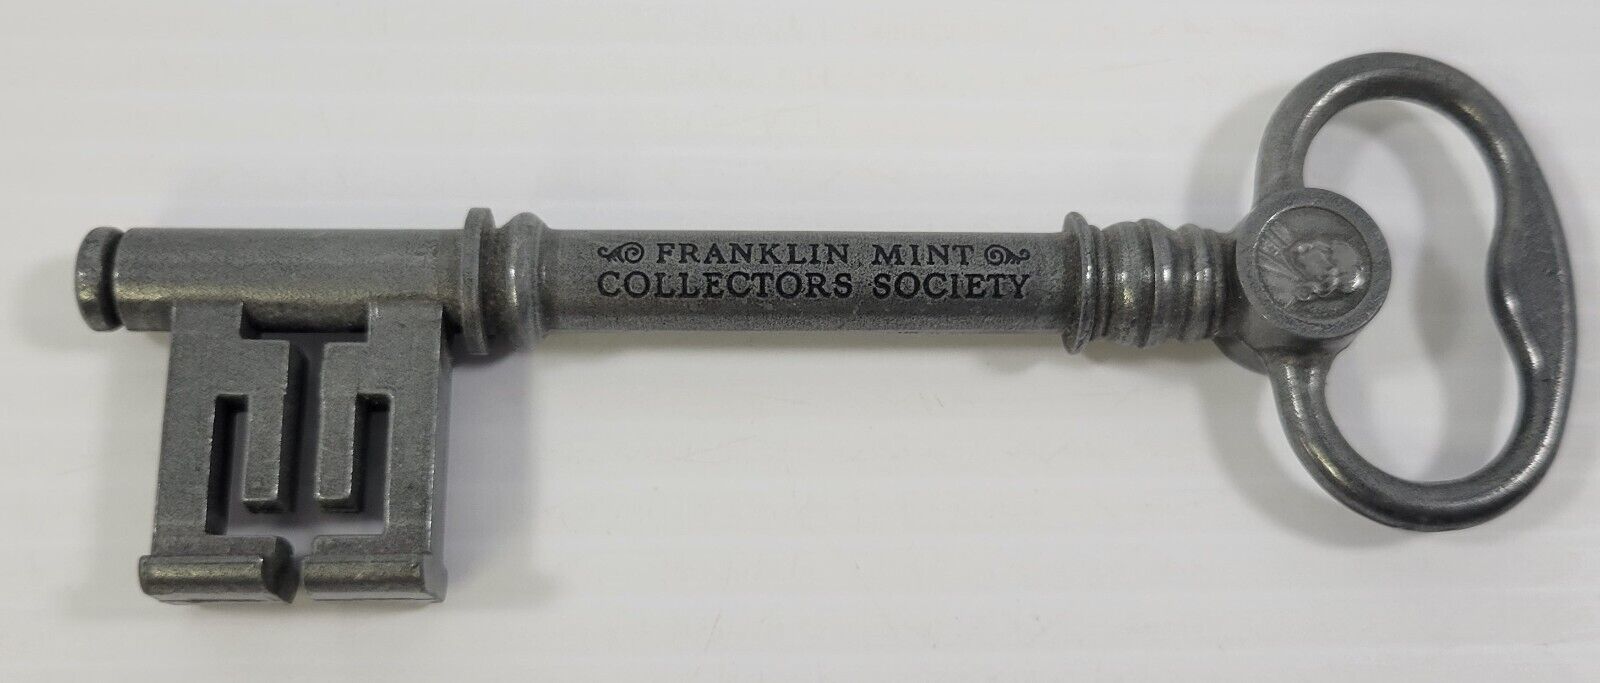 FRANKLIN MINT
COLLECTORS SOCIETY